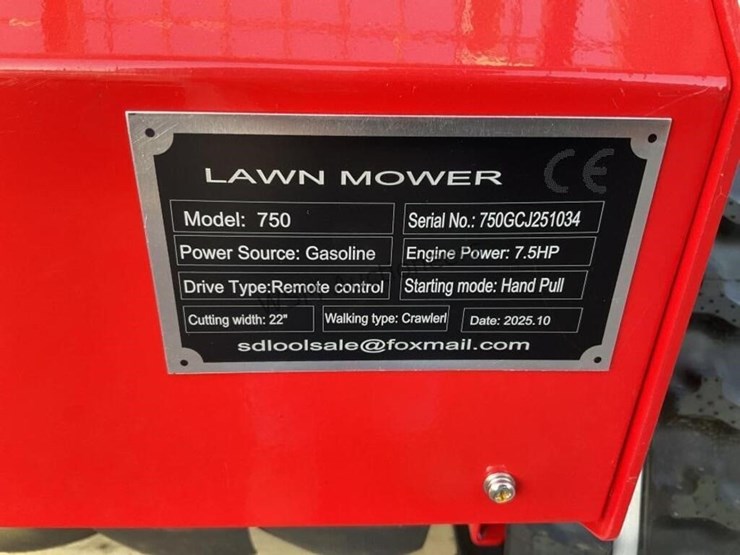 LAWN MOWER CE
Model: 750 Serial No.: 750GCJ251034
Power Source: Gasoline Engine Power: 7.5HP
Drive Type:Remote control Starting mode: Hand Pull
Cutting width: 22" Walking type: Crawlerl Date: 2025.10
sdloolsale@foxmail.com